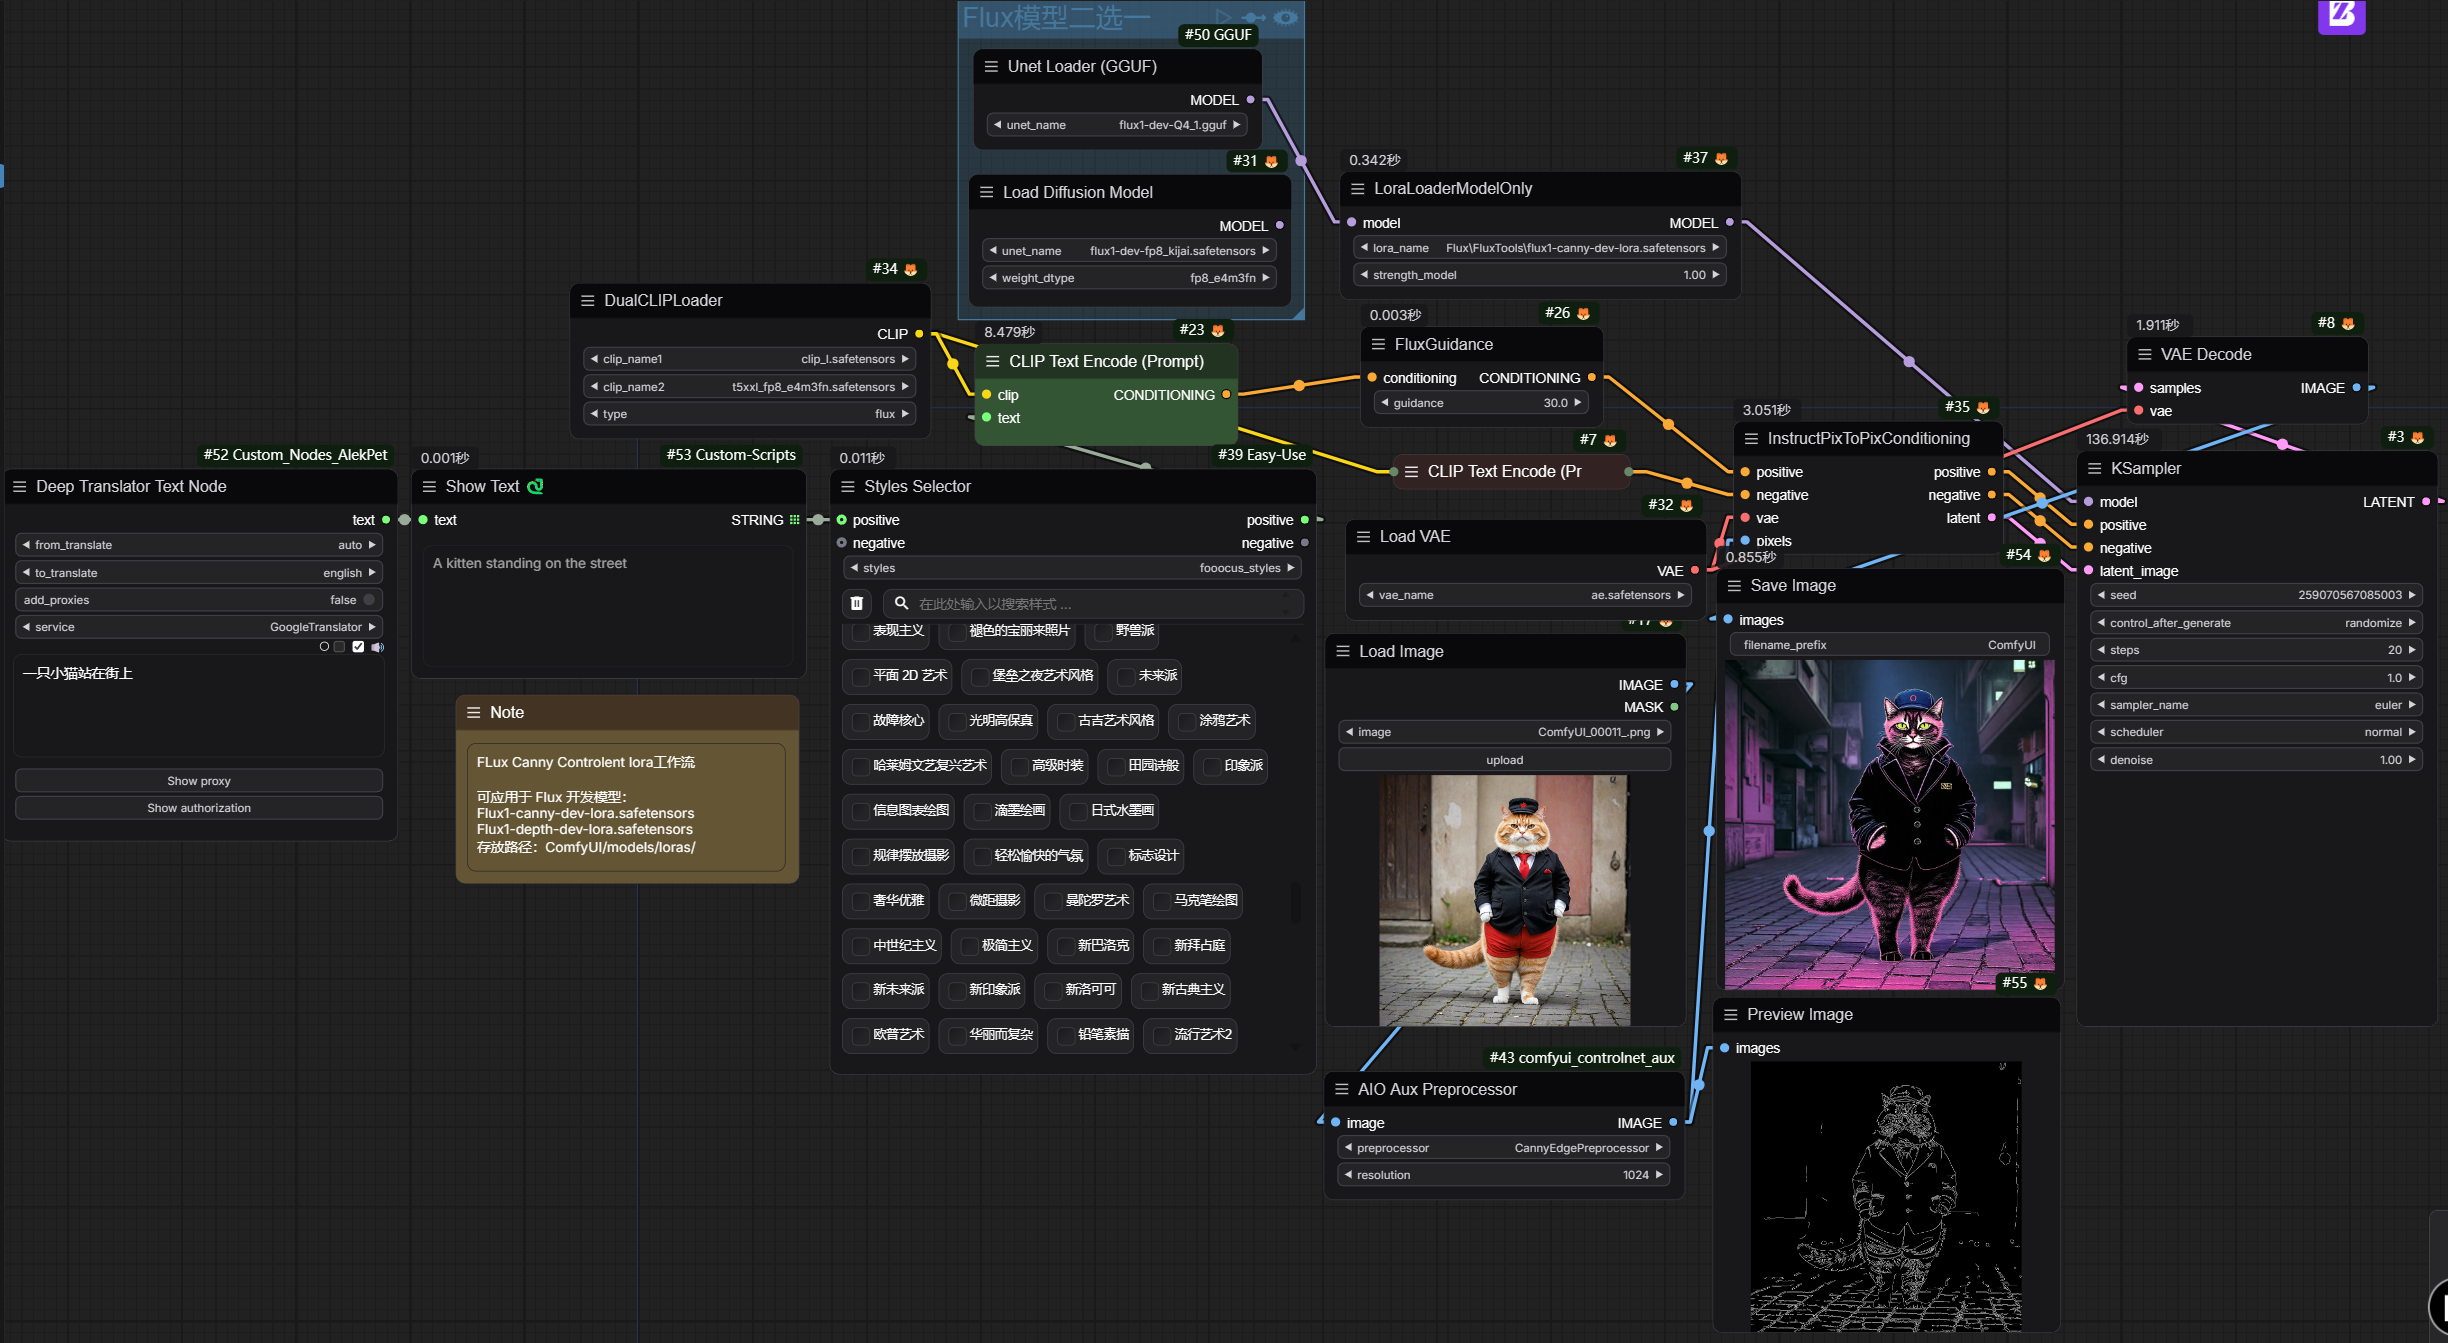 Flux模型二选一
#50 GGUF
Unet Loader (GGUF)
MODEL
unet_name flux1-dev-Q4_1.gguf
#31
Load Diffusion Model
MODEL
unet_name flux1-dev-fp8_kijai.safetensors
weight_dtype fp8_e4m3fn
0.342秒
#37
LoraLoaderModelOnly
model MODEL
lora_name Flux\FluxTools\flux1-canny-dev-lora.safetensors
strength_model 1.00
#34
DualCLIPLoader
CLIP
clip_name1 clip_l.safetensors
clip_name2 t5xxl_fp8_e4m3fn.safetensors
type flux
8.479秒
#23
CLIP Text Encode (Prompt)
clip CONDITIONING
text
0.003秒
#26
FluxGuidance
conditioning CONDITIONING
guidance 30.0
#7
CLIP Text Encode (Pr
1.911秒
#8
VAE Decode
samples IMAGE
vae
3.051秒
#35
InstructPixToPixConditioning
positive positive
negative negative
vae latent
pixels
136.914秒
#3
KSampler
model LATENT
positive
negative
latent_image
seed 259070567085003
control_after_generate randomize
steps 20
cfg 1.0
sampler_name euler
scheduler normal
denoise 1.00
#52 Custom_Nodes_AlekPet
Deep Translator Text Node
text
from_translate auto
to_translate english
add_proxies false
service GoogleTranslator
一只小猫站在街上
Show proxy
Show authorization
0.001秒
#53 Custom-Scripts
Show Text
text STRING
A kitten standing on the street
Note
FLux Canny Controlent lora工作流
可应用于 Flux 开发模型：
Flux1-canny-dev-lora.safetensors
Flux1-depth-dev-lora.safetensors
存放路径：ComfyUI/models/loras/
0.011秒
#39 Easy-Use
Styles Selector
positive positive
negative negative
styles fooocus_styles
在此处输入以搜索样式 ...
表现主义 褪色的宝丽来照片 野兽派
平面 2D 艺术 堡垒之夜艺术风格 未来派
故障核心 光明高保真 古吉艺术风格 涂鸦艺术
哈莱姆文艺复兴艺术 高级时装 田园诗般 印象派
信息图表绘图 滴墨绘画 日式水墨画
规律摆放摄影 轻松愉快的气氛 标志设计
奢华优雅 微距摄影 曼陀罗艺术 马克笔绘图
中世纪主义 极简主义 新巴洛克 新拜占庭
新未来派 新印象派 新洛可可 新古典主义
欧普艺术 华丽而复杂 铅笔素描 流行艺术2
#32
Load VAE
VAE
vae_name ae.safetensors
#17
Load Image
IMAGE
MASK
image ComfyUI_00011_.png
upload
0.855秒
#54
Save Image
images
filename_prefix ComfyUI
#55
Preview Image
images
#43 comfyui_controlnet_aux
AIO Aux Preprocessor
image IMAGE
preprocessor CannyEdgePreprocessor
resolution 1024